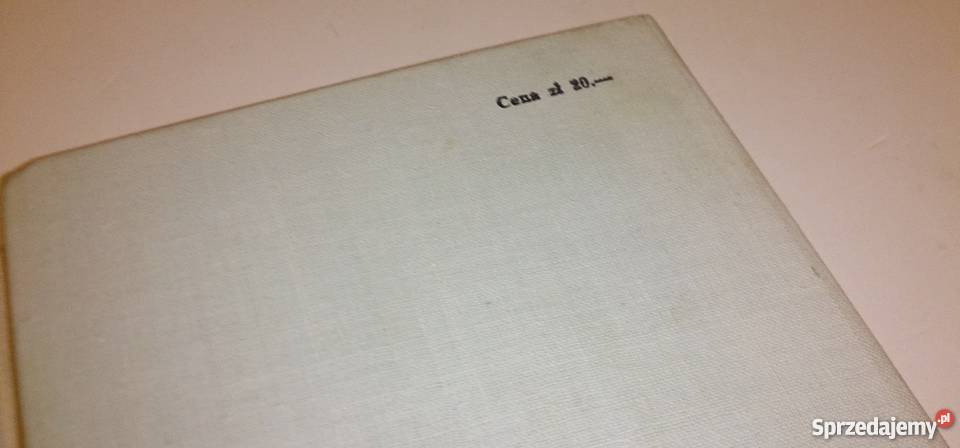 Cena zł 20.—
Sprzedajemy.pl